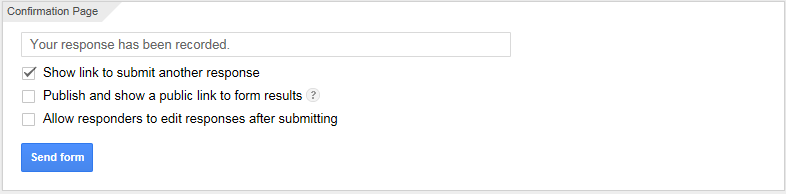 Confirmation Page
Your response has been recorded.
Show link to submit another response
Publish and show a public link to form results ?
Allow responders to edit responses after submitting
Send form